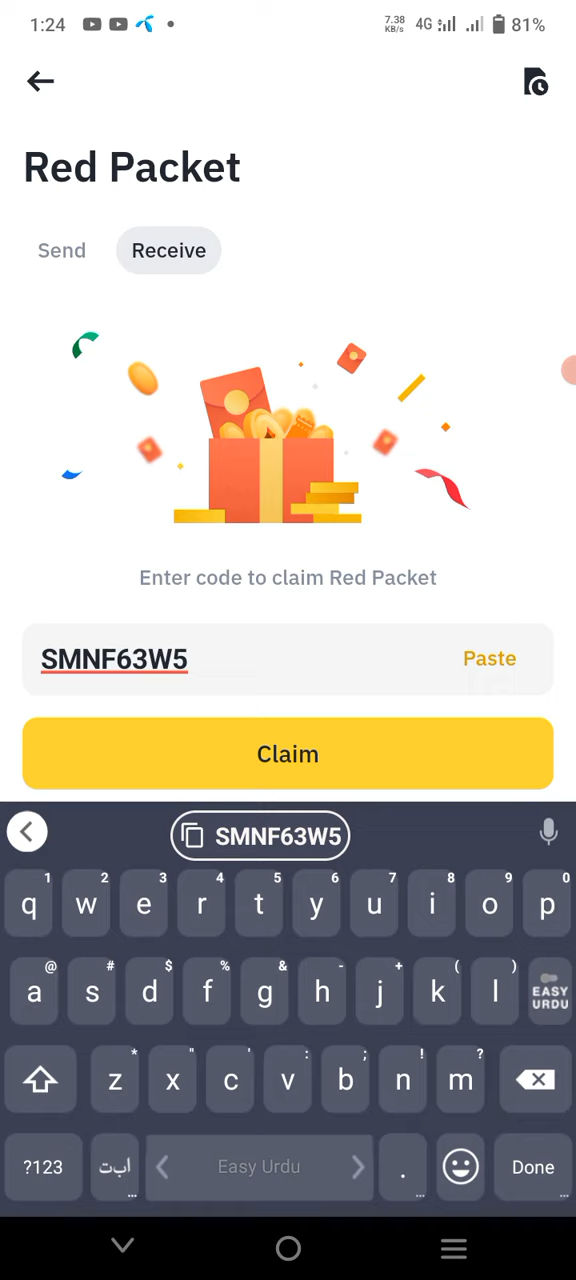 1:24 7.38 KB/s 4G 81%
Red Packet
Send Receive
Enter code to claim Red Packet
SMNF63W5 Paste
Claim
SMNF63W5
1 2 3 4 5 6 7 8 9 0
q w e r t y u i o p
@ # $ % & - + ( )
a s d f g h j k l EASY URDU
* " ' : ; ! ?
z x c v b n m
?123 ا ب ت ... Easy Urdu . ... Done ...